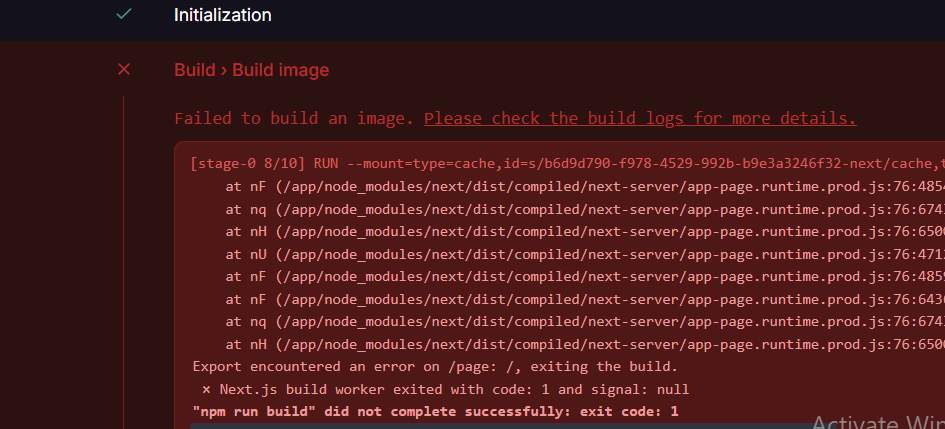 Initialization
Build › Build image
Failed to build an image. Please check the build logs for more details.
[stage-0 8/10] RUN --mount=type=cache,id=s/b6d9d790-f978-4529-992b-b9e3a3246f32-next/cache,t
at nF (/app/node_modules/next/dist/compiled/next-server/app-page.runtime.prod.js:76:4854
at nq (/app/node_modules/next/dist/compiled/next-server/app-page.runtime.prod.js:76:6741
at nH (/app/node_modules/next/dist/compiled/next-server/app-page.runtime.prod.js:76:6500
at nU (/app/node_modules/next/dist/compiled/next-server/app-page.runtime.prod.js:76:4712
at nF (/app/node_modules/next/dist/compiled/next-server/app-page.runtime.prod.js:76:4859
at nF (/app/node_modules/next/dist/compiled/next-server/app-page.runtime.prod.js:76:6436
at nq (/app/node_modules/next/dist/compiled/next-server/app-page.runtime.prod.js:76:6741
at nH (/app/node_modules/next/dist/compiled/next-server/app-page.runtime.prod.js:76:6500
Export encountered an error on /page: /, exiting the build.
⨯ Next.js build worker exited with code: 1 and signal: null
"npm run build" did not complete successfully: exit code: 1
Activate Win